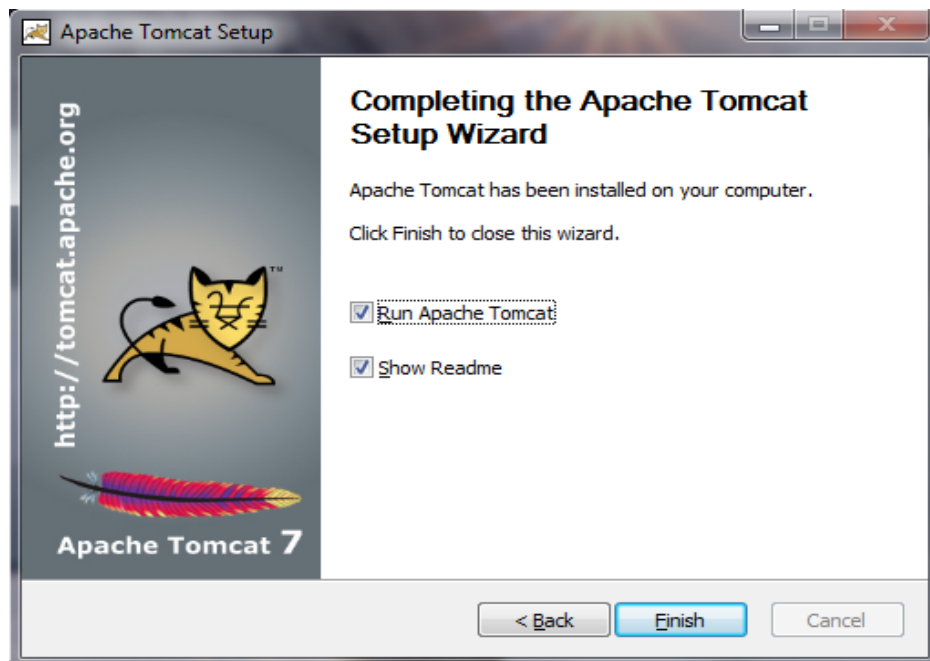 Apache Tomcat Setup
http://tomcat.apache.org
TM
Apache Tomcat 7
Completing the Apache Tomcat
Setup Wizard
Apache Tomcat has been installed on your computer.
Click Finish to close this wizard.
Run Apache Tomcat
Show Readme
< Back
Finish
Cancel